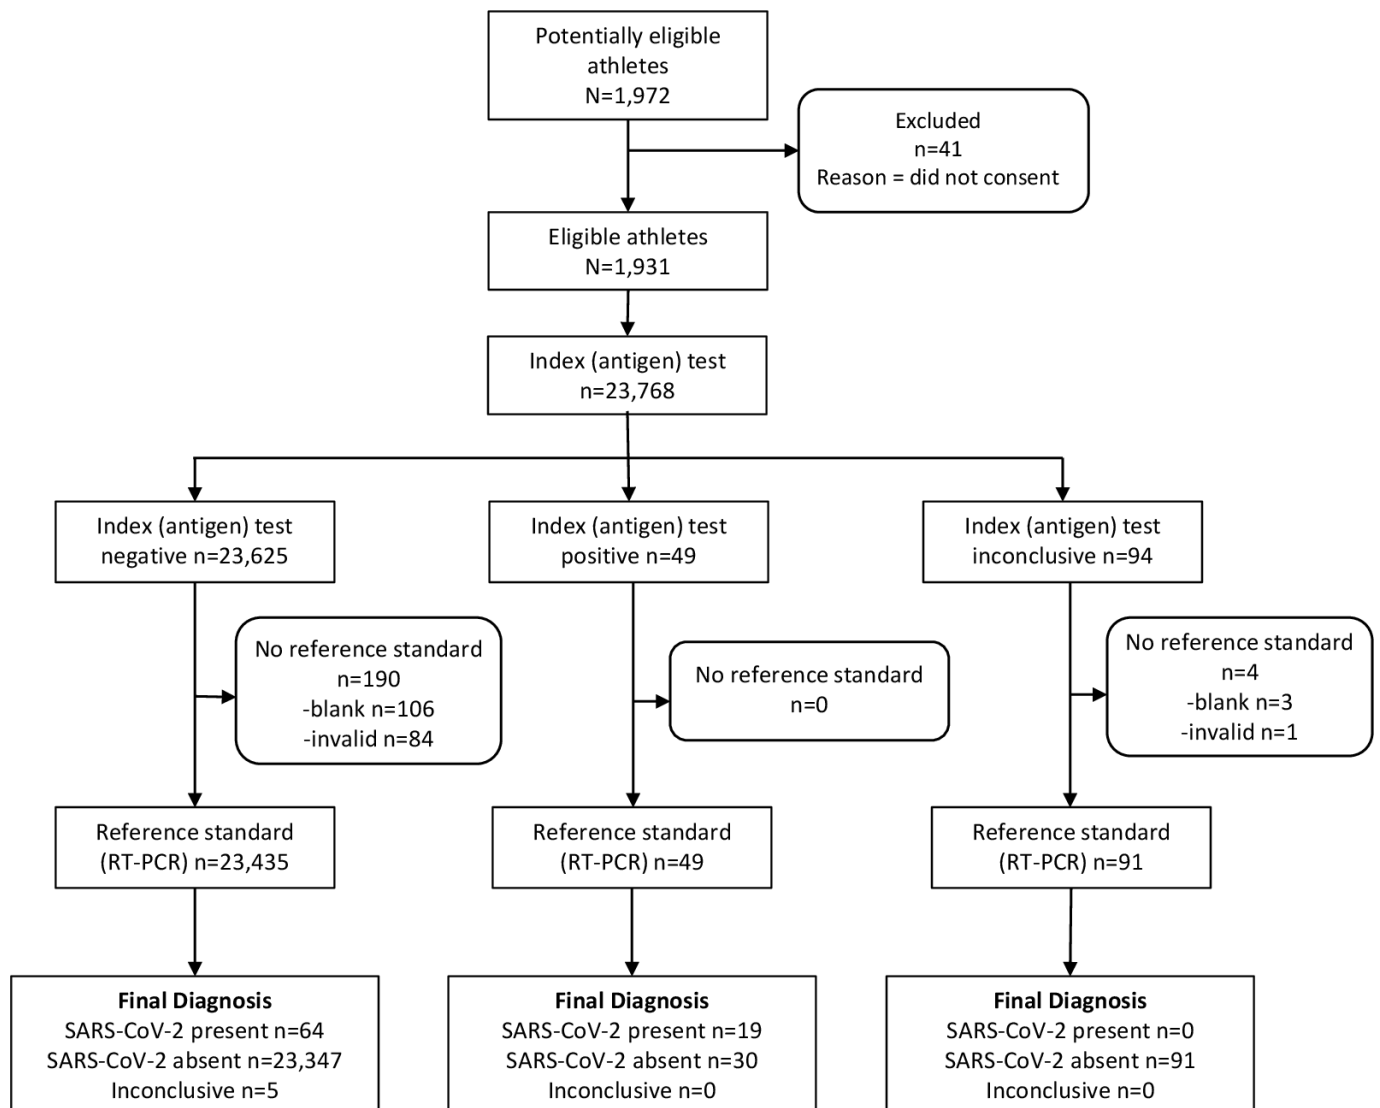 Potentially eligible
athletes
N=1,972
Excluded
n=41
Reason = did not consent
Eligible athletes
N=1,931
Index (antigen) test
n=23,768
Index (antigen) test
negative n=23,625
Index (antigen) test
positive n=49
Index (antigen) test
inconclusive n=94
No reference standard
n=190
-blank n=106
-invalid n=84
No reference standard
n=0
No reference standard
n=4
-blank n=3
-invalid n=1
Reference standard
(RT-PCR) n=23,435
Reference standard
(RT-PCR) n=49
Reference standard
(RT-PCR) n=91
Final Diagnosis
SARS-CoV-2 present n=64
SARS-CoV-2 absent n=23,347
Inconclusive n=5
Final Diagnosis
SARS-CoV-2 present n=19
SARS-CoV-2 absent n=30
Inconclusive n=0
Final Diagnosis
SARS-CoV-2 present n=0
SARS-CoV-2 absent n=91
Inconclusive n=0